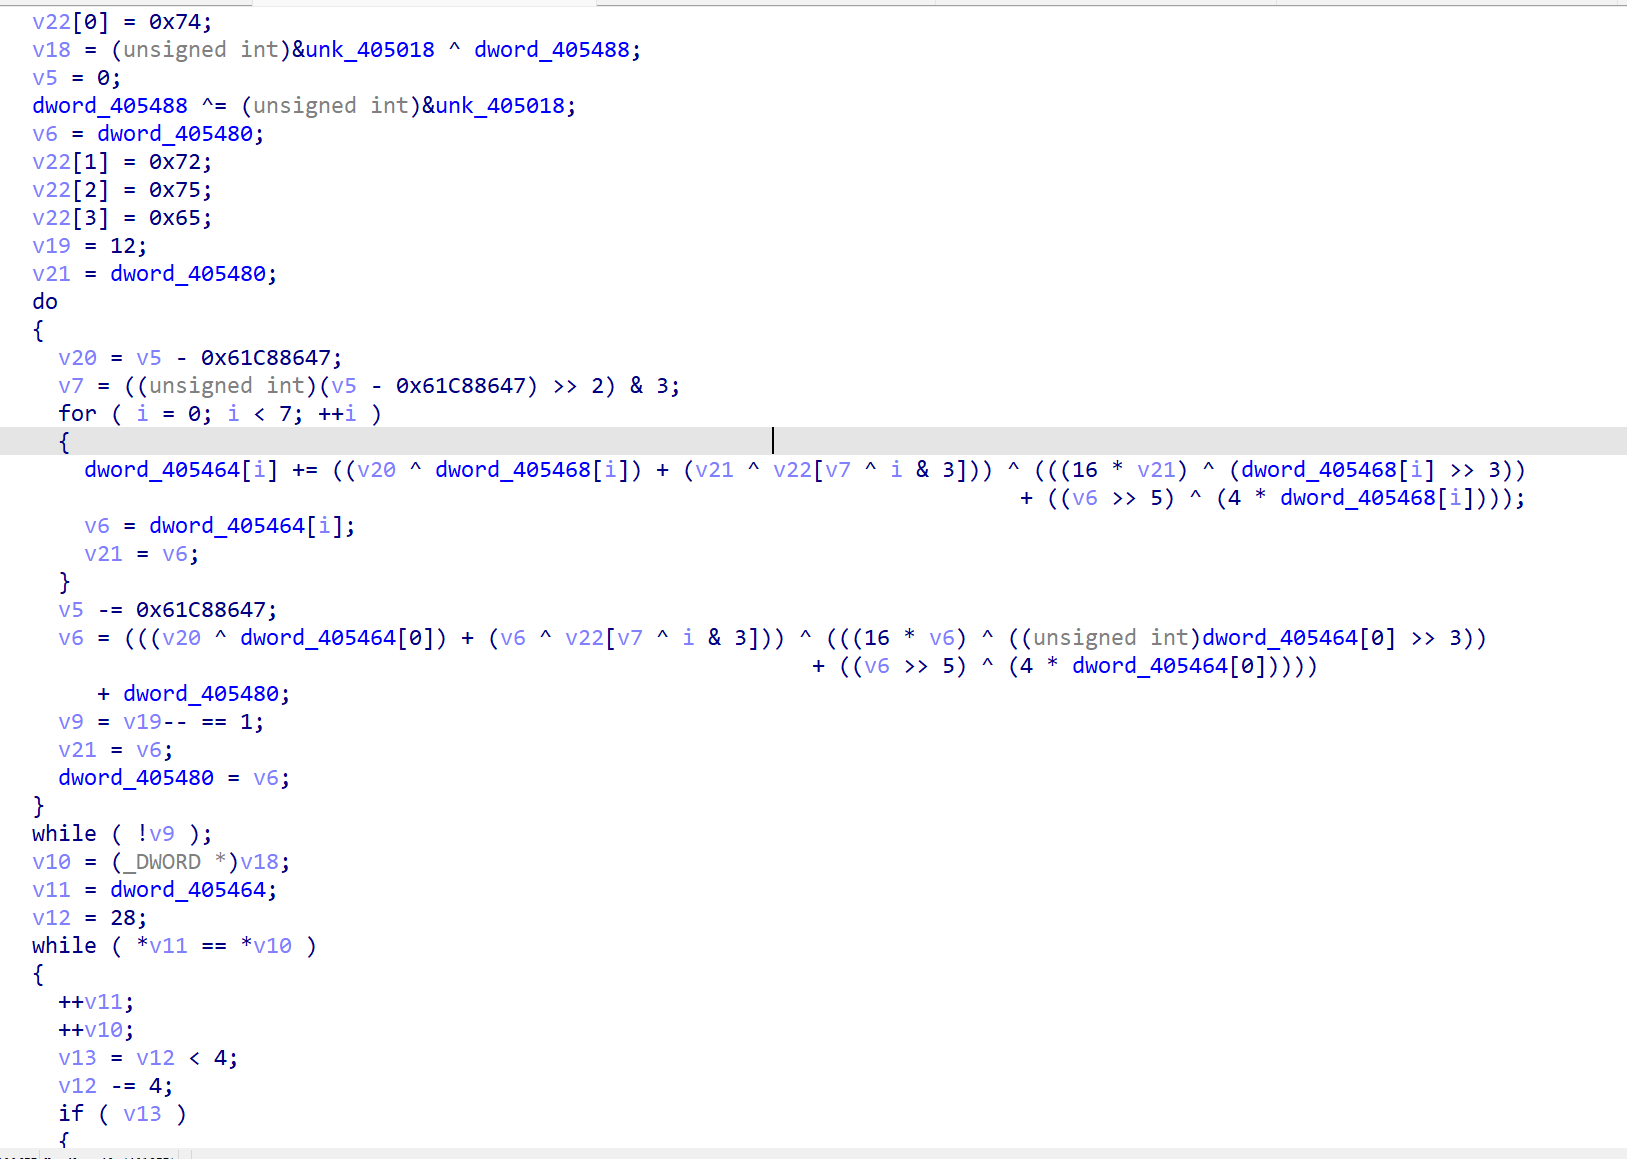 v22[0] = 0x74;
v18 = (unsigned int)&unk_405018 ^ dword_405488;
v5 = 0;
dword_405488 ^= (unsigned int)&unk_405018;
v6 = dword_405480;
v22[1] = 0x72;
v22[2] = 0x75;
v22[3] = 0x65;
v19 = 12;
v21 = dword_405480;
do
{
v20 = v5 - 0x61C88647;
v7 = ((unsigned int)(v5 - 0x61C88647) >> 2) & 3;
for ( i = 0; i < 7; ++i )
{
dword_405464[i] += ((v20 ^ dword_405468[i]) + (v21 ^ v22[v7 ^ i & 3])) ^ (((16 * v21) ^ (dword_405468[i] >> 3))
+ ((v6 >> 5) ^ (4 * dword_405468[i])));
v6 = dword_405464[i];
v21 = v6;
}
v5 -= 0x61C88647;
v6 = (((v20 ^ dword_405464[0]) + (v6 ^ v22[v7 ^ i & 3])) ^ (((16 * v6) ^ ((unsigned int)dword_405464[0] >> 3))
+ ((v6 >> 5) ^ (4 * dword_405464[0]))))
+ dword_405480;
v9 = v19-- == 1;
v21 = v6;
dword_405480 = v6;
}
while ( !v9 );
v10 = (_DWORD *)v18;
v11 = dword_405464;
v12 = 28;
while ( *v11 == *v10 )
{
++v11;
++v10;
v13 = v12 < 4;
v12 -= 4;
if ( v13 )
{